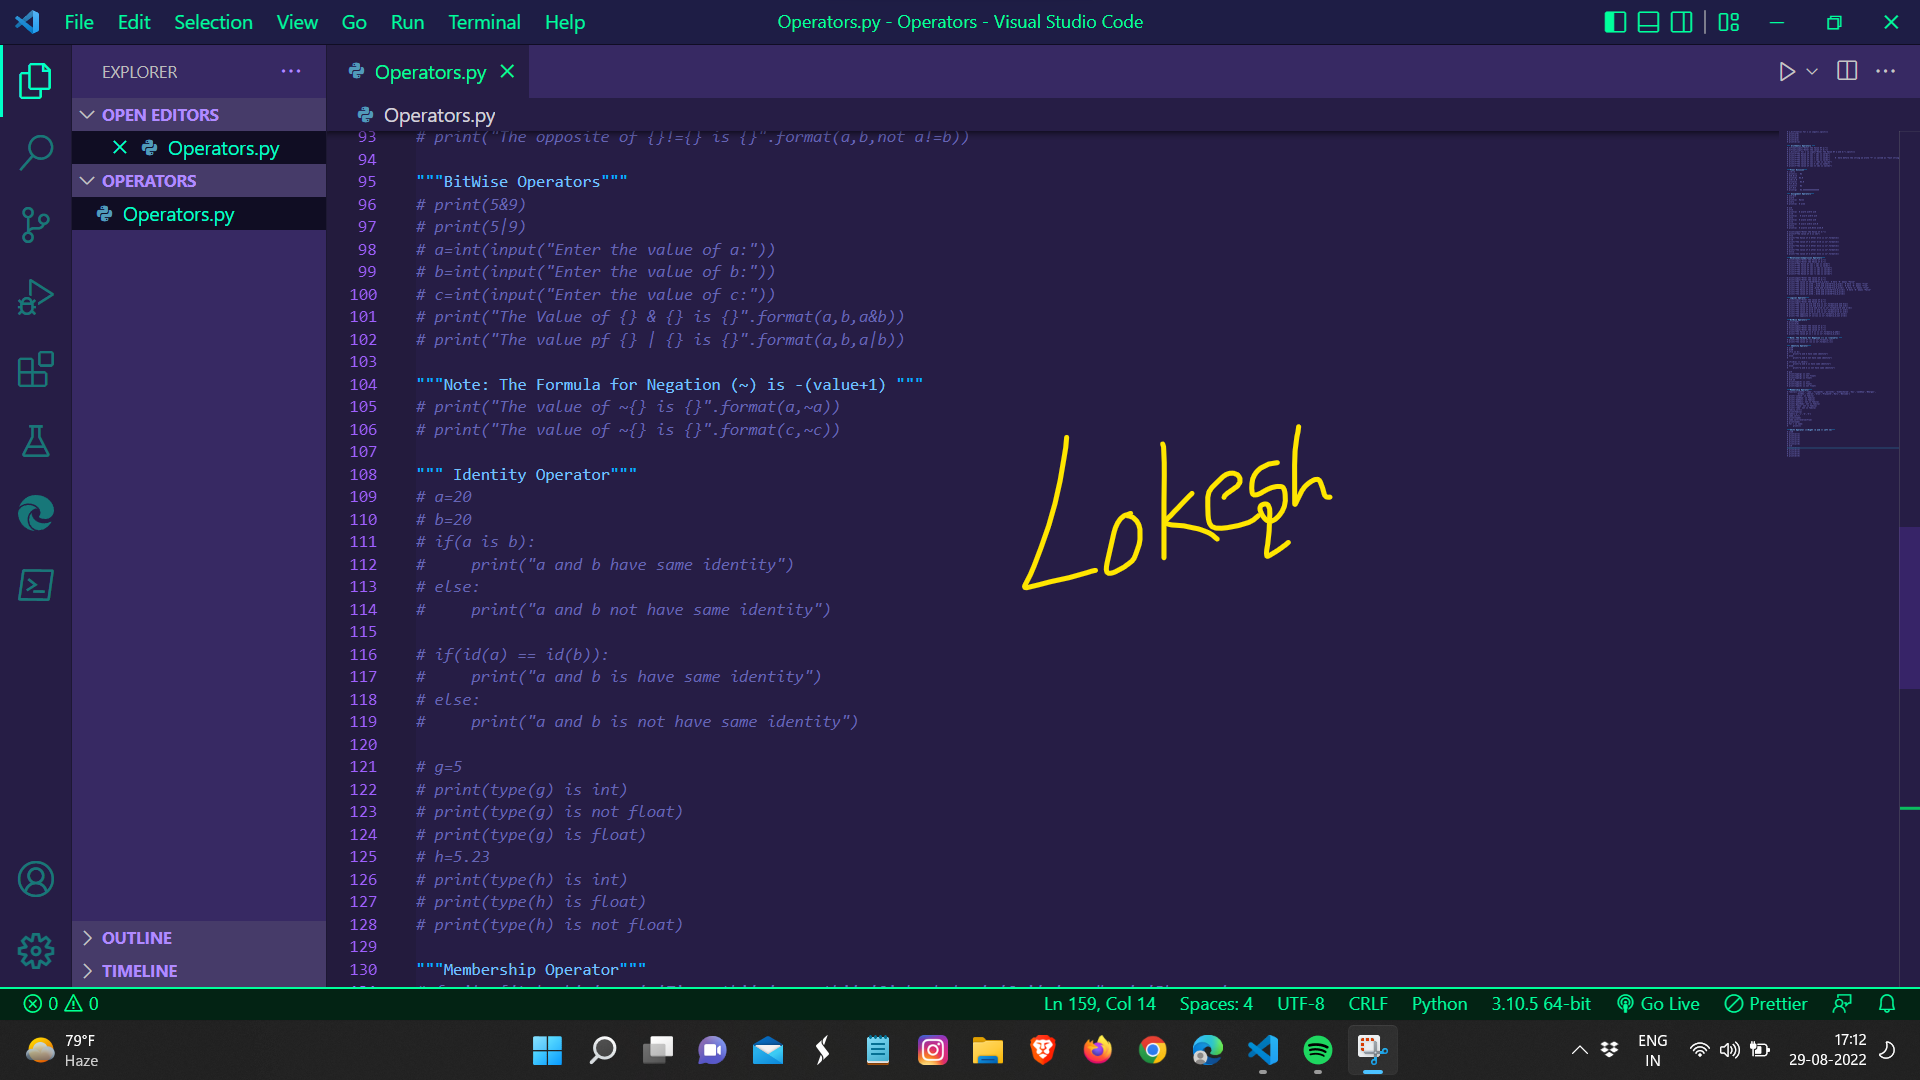 File Edit Selection View Go Run Terminal Help
Operators.py - Operators - Visual Studio Code
EXPLORER
OPEN EDITORS
Operators.py
OPERATORS
Operators.py
OUTLINE
TIMELINE
Operators.py
Operators.py
93 # print("The opposite of {}!={} is {}".format(a,b,not a!=b))
94
95 """BitWise Operators"""
96 # print(5&9)
97 # print(5|9)
98 # a=int(input("Enter the value of a:"))
99 # b=int(input("Enter the value of b:"))
100 # c=int(input("Enter the value of c:"))
101 # print("The Value of {} & {} is {}".format(a,b,a&b))
102 # print("The value pf {} | {} is {}".format(a,b,a|b))
103
104 """Note: The Formula for Negation (~) is -(value+1) """
105 # print("The value of ~{} is {}".format(a,~a))
106 # print("The value of ~{} is {}".format(c,~c))
107
108 """ Identity Operator"""
109 # a=20
110 # b=20
111 # if(a is b):
112 #     print("a and b have same identity")
113 # else:
114 #     print("a and b not have same identity")
115
116 # if(id(a) == id(b)):
117 #     print("a and b is have same identity")
118 # else:
119 #     print("a and b is not have same identity")
120
121 # g=5
122 # print(type(g) is int)
123 # print(type(g) is not float)
124 # print(type(g) is float)
125 # h=5.23
126 # print(type(h) is int)
127 # print(type(h) is float)
128 # print(type(h) is not float)
129
130 """Membership Operator"""
Lokesh
0 0 Ln 159, Col 14 Spaces: 4 UTF-8 CRLF Python 3.10.5 64-bit Go Live Prettier
79°F
Haze
ENG
IN
17:12
29-08-2022